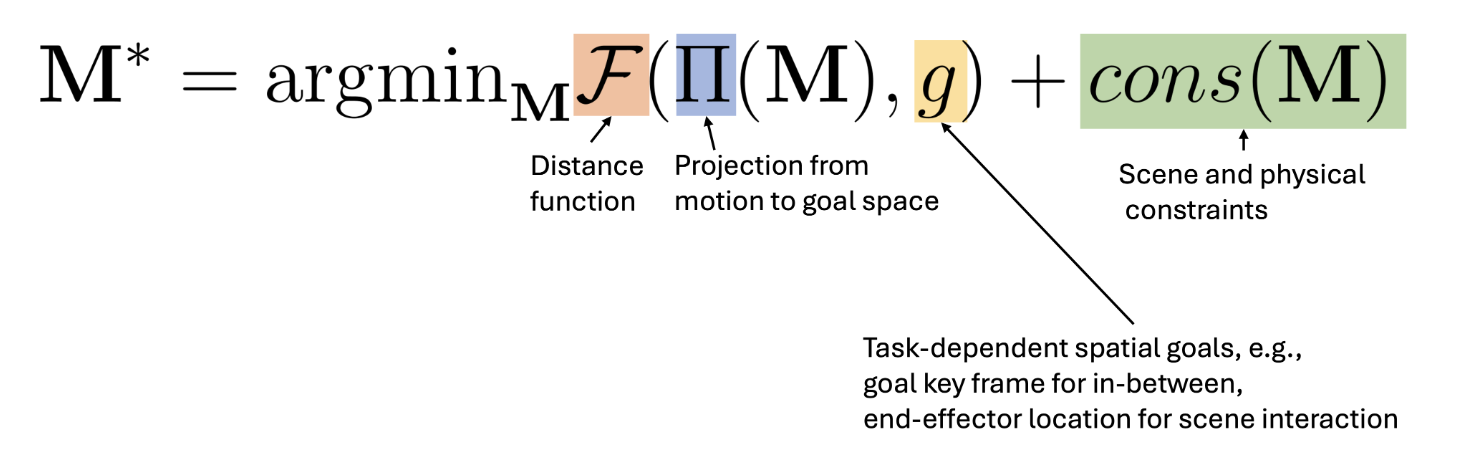 M* = argmin_M F(Π(M), g) + cons(M)
Distance
function
Projection from
motion to goal space
Scene and physical
constraints
Task-dependent spatial goals, e.g.,
goal key frame for in-between,
end-effector location for scene interaction